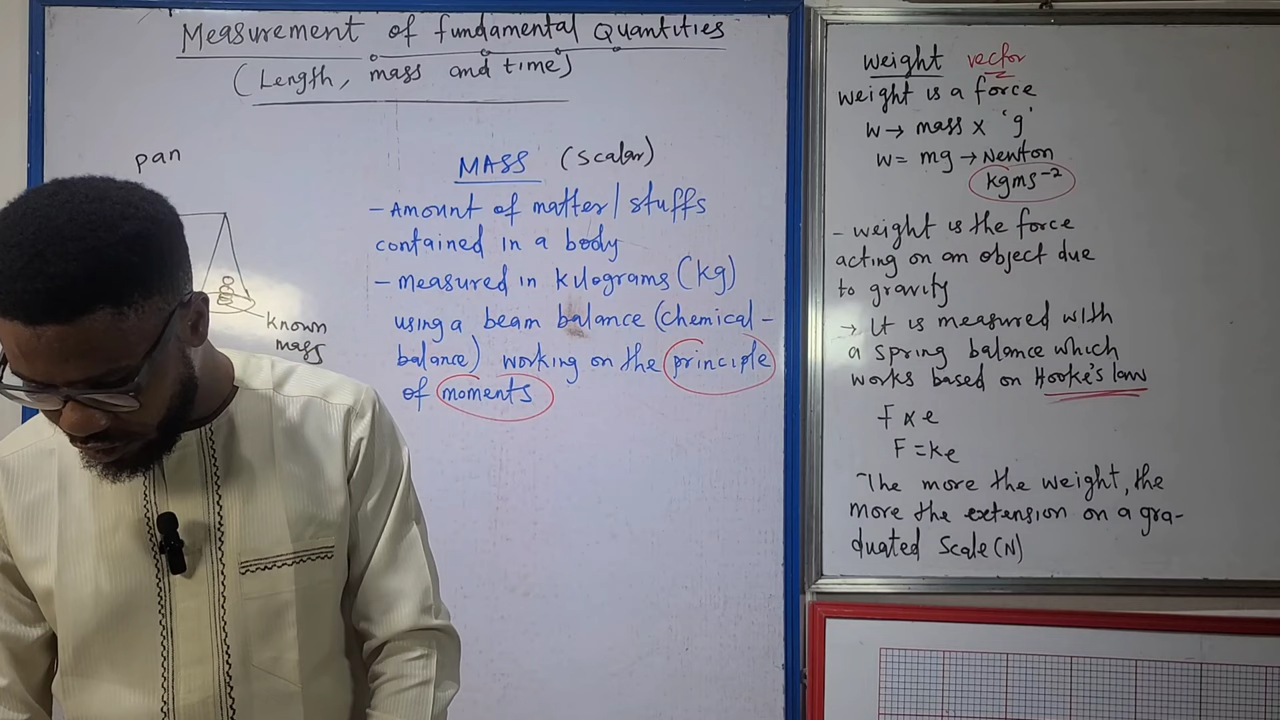 Measurement of fundamental Quantities
(Length, mass and time)
pan
known
mass
MASS (scalar)
- Amount of matter/stuffs
contained in a body
- measured in kilograms (kg)
using a beam balance (chemical-
balance) working on the principle
of moments
weight vector
weight is a force
w → mass x 'g'
w = mg → Newton
kgms⁻²
- weight is the force
acting on an object due
to gravity
→ It is measured with
a spring balance which
works based on Hooke's law
F ∝ e
F = ke
- The more the weight, the
more the extension on a gra-
duated scale (N)